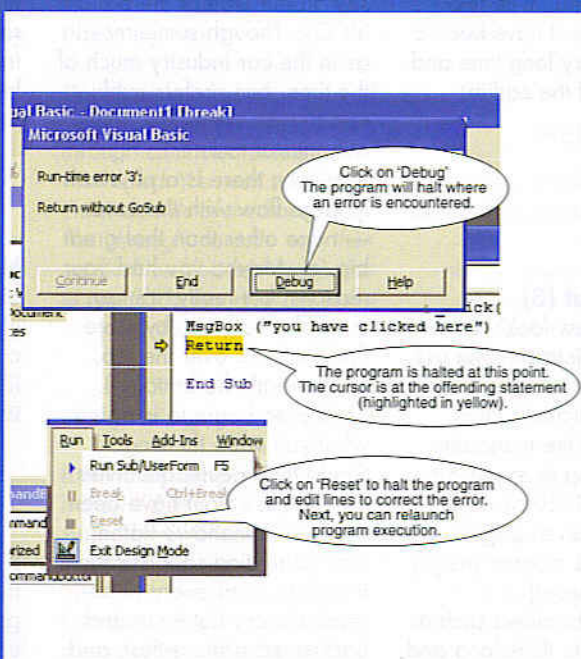 ual Basic - Document1 [break]
Microsoft Visual Basic
Run-time error '3':
Return without GoSub
Click on 'Debug'
The program will halt where
an error is encountered.
Continue
End
Debug
Help
ick(
MsgBox ("you have clicked here")
Return
End Sub
The program is halted at this point.
The cursor is at the offending statement
(highlighted in yellow).
Run Tools Add-Ins Window
Run Sub/UserForm F5
Break Ctrl+Break
Reset
Exit Design Mode
Click on 'Reset' to halt the program
and edit lines to correct the error.
Next, you can relaunch
program execution.